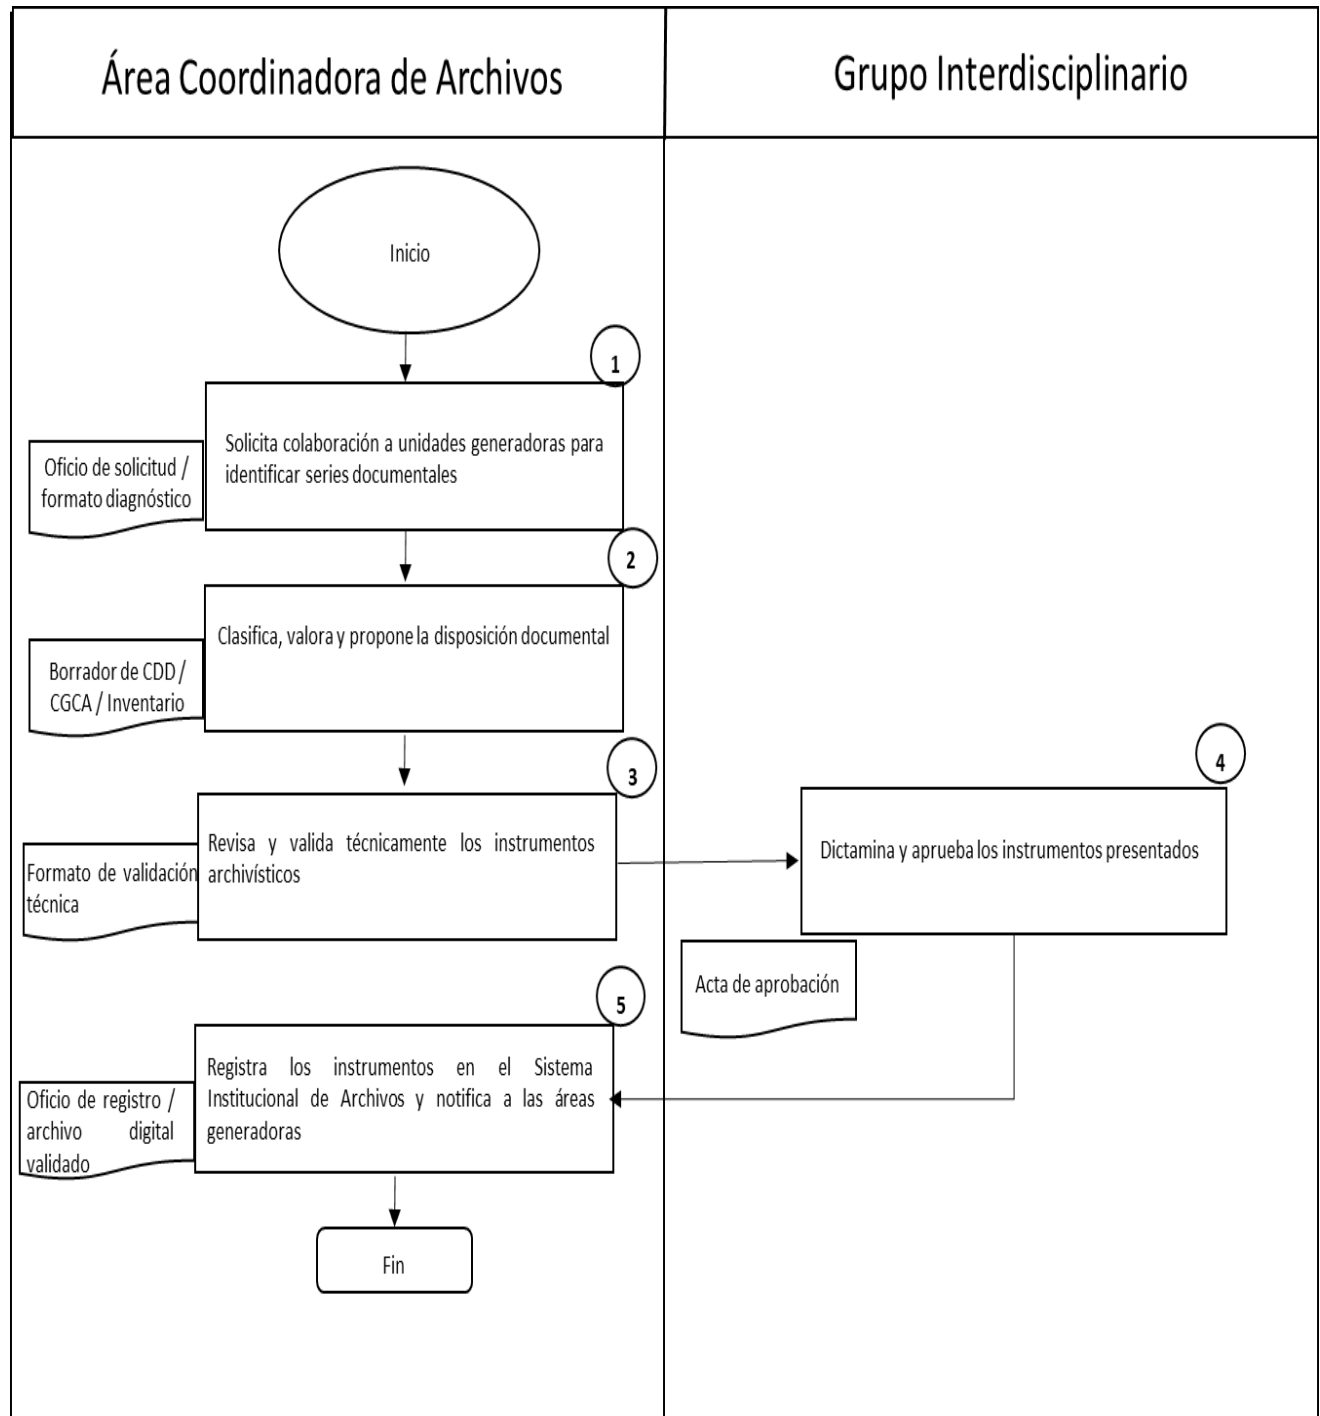 Área Coordinadora de Archivos
Grupo Interdisciplinario
Inicio
1
Solicita colaboración a unidades generadoras para
identificar series documentales
Oficio de solicitud /
formato diagnóstico
2
Clasifica, valora y propone la disposición documental
Borrador de CDD /
CGCA / Inventario
3
Revisa y valida técnicamente los instrumentos
archivísticos
Formato de validación
técnica
4
Dictamina y aprueba los instrumentos presentados
Acta de aprobación
5
Registra los instrumentos en el Sistema
Institucional de Archivos y notifica a las áreas
generadoras
Oficio de registro /
archivo digital
validado
Fin